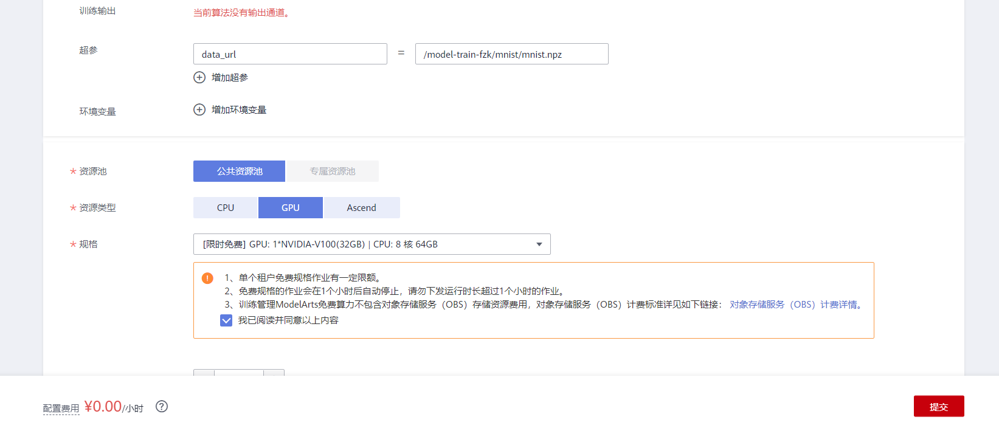 训练输出 当前算法没有输出通道。
超参 data_url = /model-train-fzk/mnist/mnist.npz
增加超参
环境变量 增加环境变量
* 资源池 公共资源池 专属资源池
* 资源类型 CPU GPU Ascend
* 规格 [限时免费] GPU: 1*NVIDIA-V100(32GB) | CPU: 8 核 64GB
! 1、单个租户免费规格作业有一定限额。
2、免费规格的作业会在1个小时后自动停止，请勿下发运行时长超过1个小时的作业。
3、训练管理ModelArts免费算力不包含对象存储服务（OBS）存储资源费用，对象存储服务（OBS）计费标准详见如下链接： 对象存储服务（OBS）计费详情。
我已阅读并同意以上内容
配置费用 ¥0.00/小时 ? 提交